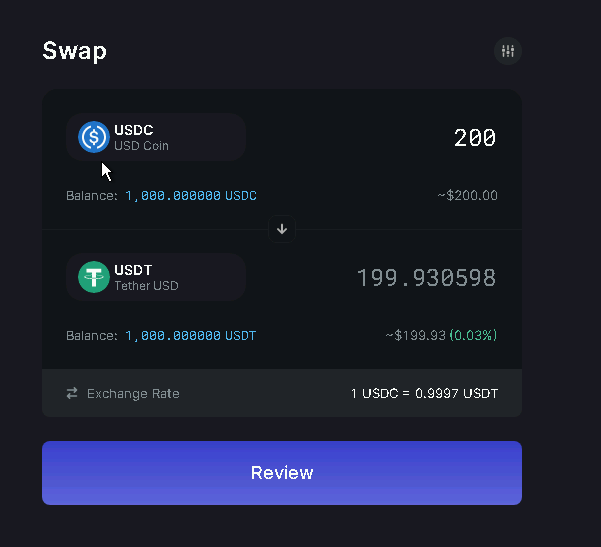 Swap
USDC
USD Coin
200
Balance: 1,000.000000 USDC
~$200.00
USDT
Tether USD
199.930598
Balance: 1,000.000000 USDT
~$199.93 (0.03%)
Exchange Rate
1 USDC = 0.9997 USDT
Review